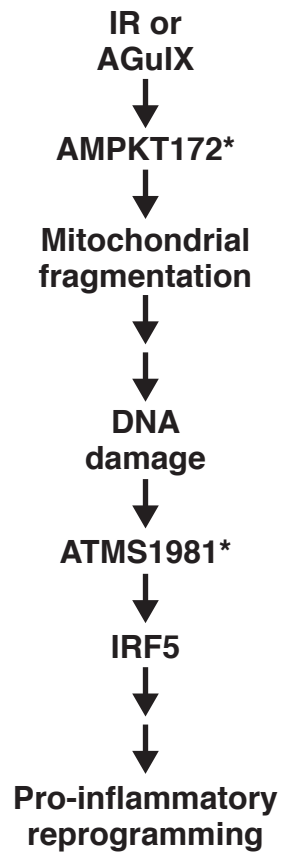 IR or
AGuIX
AMPKT172*
Mitochondrial
fragmentation
DNA
damage
ATMS1981*
IRF5
Pro-inflammatory
reprogramming